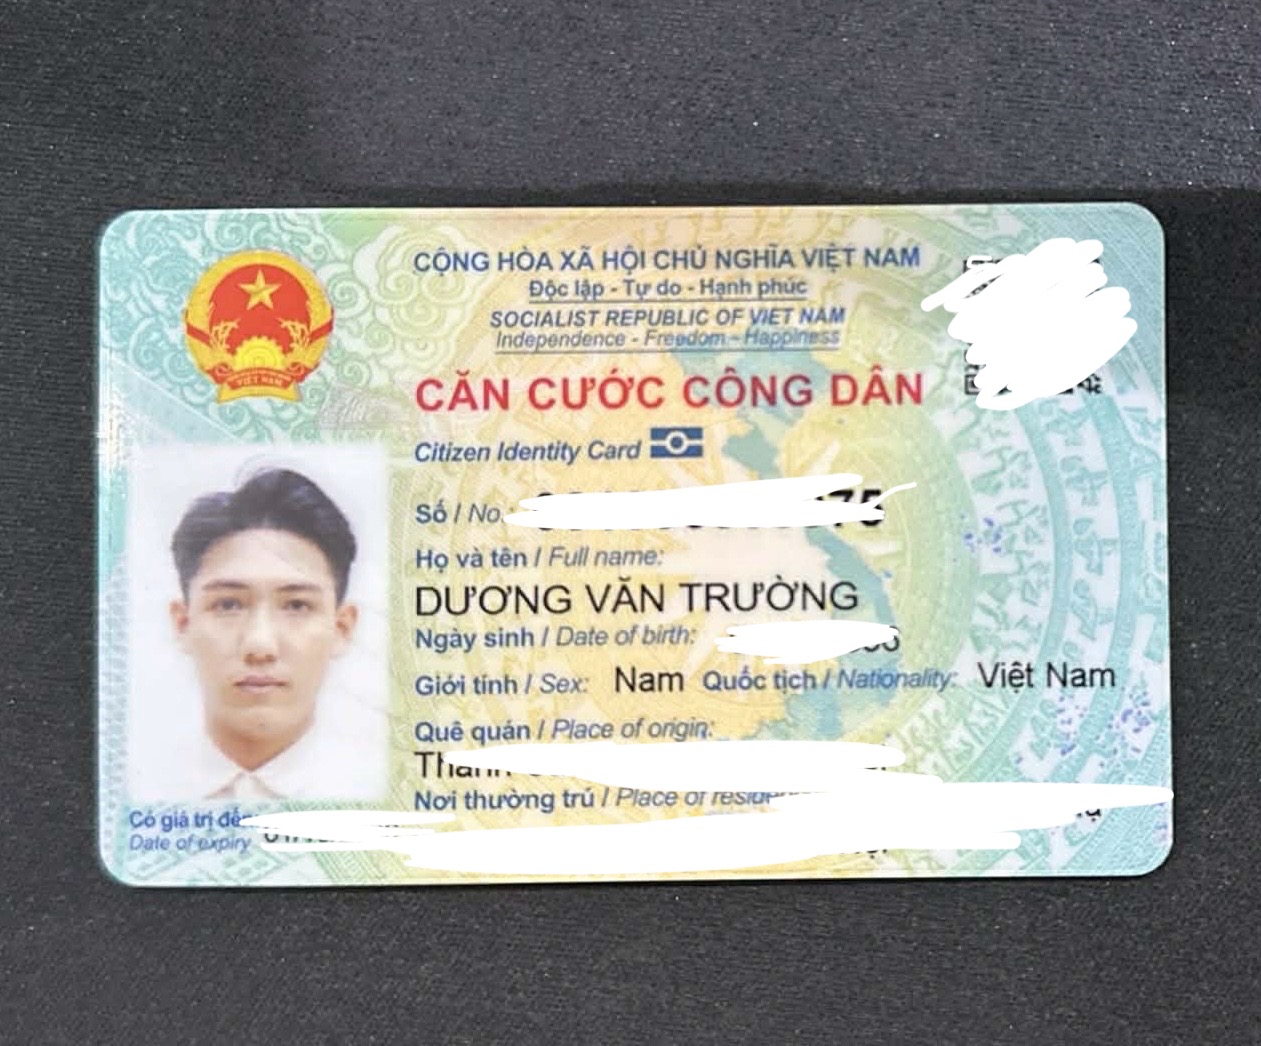 CỘNG HÒA XÃ HỘI CHỦ NGHĨA VIỆT NAM
Độc lập - Tự do - Hạnh phúc
SOCIALIST REPUBLIC OF VIET NAM
Independence - Freedom - Happiness
CĂN CƯỚC CÔNG DÂN
Citizen Identity Card
VIỆT NAM
Số / No.:
Họ và tên / Full name:
DƯƠNG VĂN TRƯỜNG
Ngày sinh / Date of birth:
Giới tính / Sex: Nam Quốc tịch / Nationality: Việt Nam
Quê quán / Place of origin:
Nơi thường trú / Place of
Có giá trị
Date of expiry